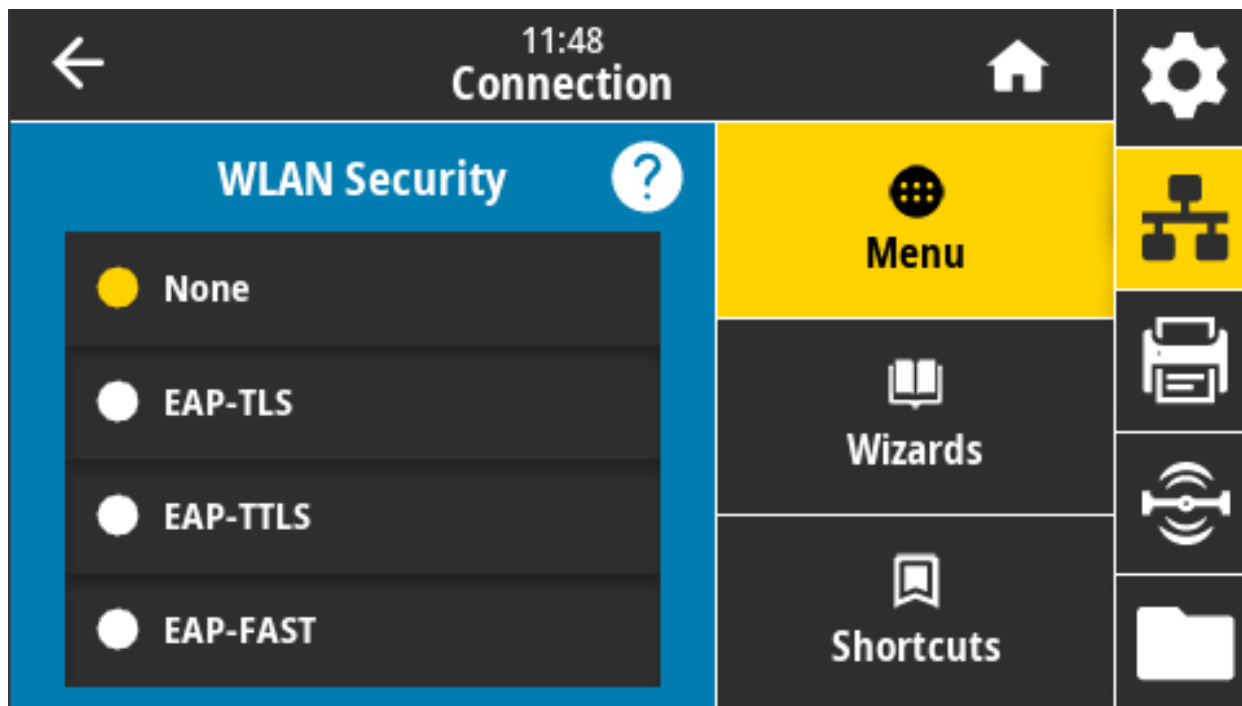 11:48
Connection
WLAN Security
?
None
EAP-TLS
EAP-TTLS
EAP-FAST
Menu
Wizards
Shortcuts